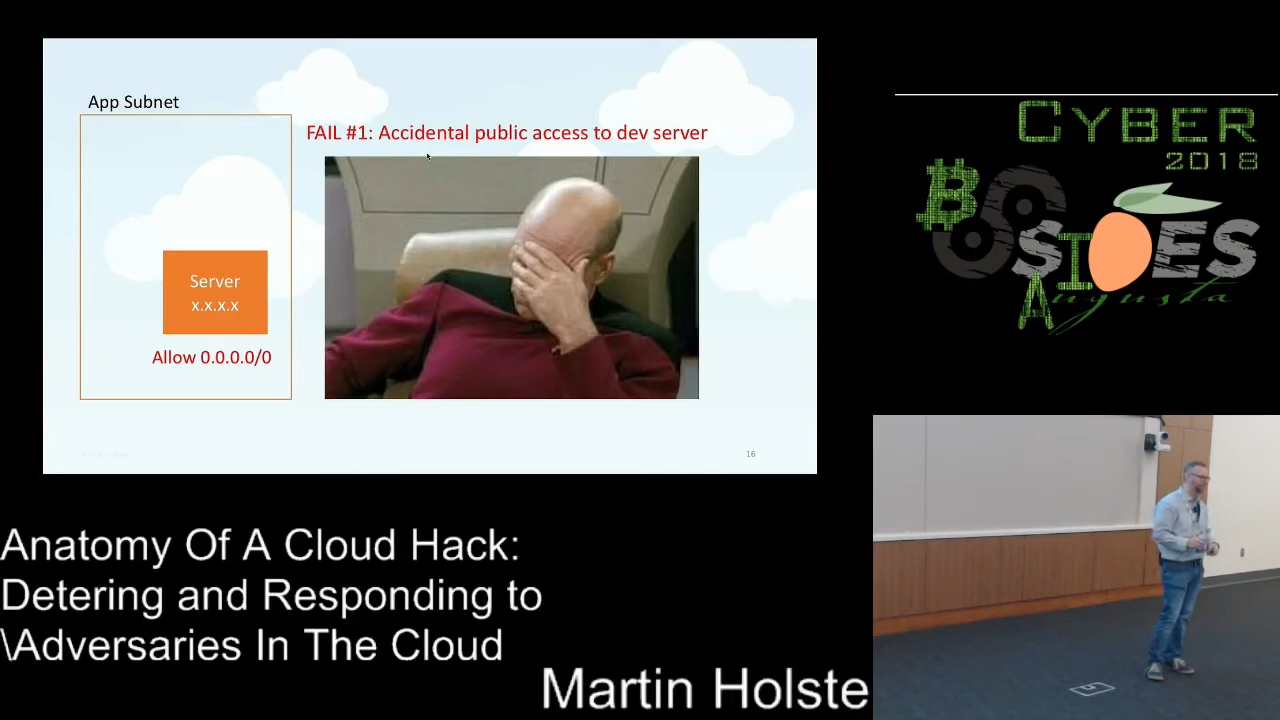 App Subnet
FAIL #1: Accidental public access to dev server
Server
x.x.x.x
Allow 0.0.0.0/0
16
CYBER
2018
BSIDES
Augusta
Anatomy Of A Cloud Hack:
Detering and Responding to
\Adversaries In The Cloud
Martin Holste